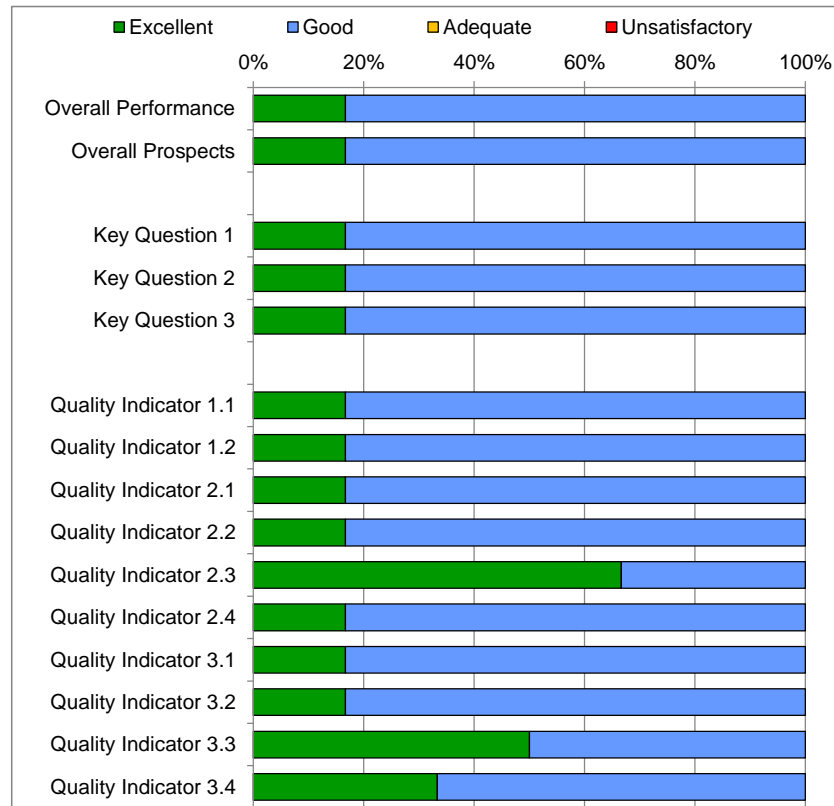 Excellent Good Adequate Unsatisfactory
0% 20% 40% 60% 80% 100%
Overall Performance
Overall Prospects
Key Question 1
Key Question 2
Key Question 3
Quality Indicator 1.1
Quality Indicator 1.2
Quality Indicator 2.1
Quality Indicator 2.2
Quality Indicator 2.3
Quality Indicator 2.4
Quality Indicator 3.1
Quality Indicator 3.2
Quality Indicator 3.3
Quality Indicator 3.4